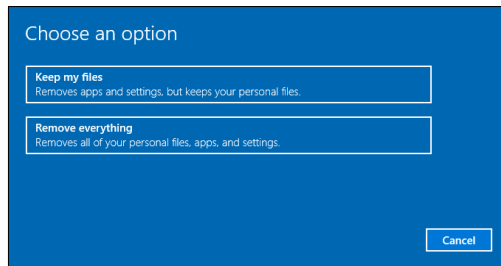 Choose an option
Keep my files
Removes apps and settings, but keeps your personal files.
Remove everything
Removes all of your personal files, apps, and settings.
Cancel